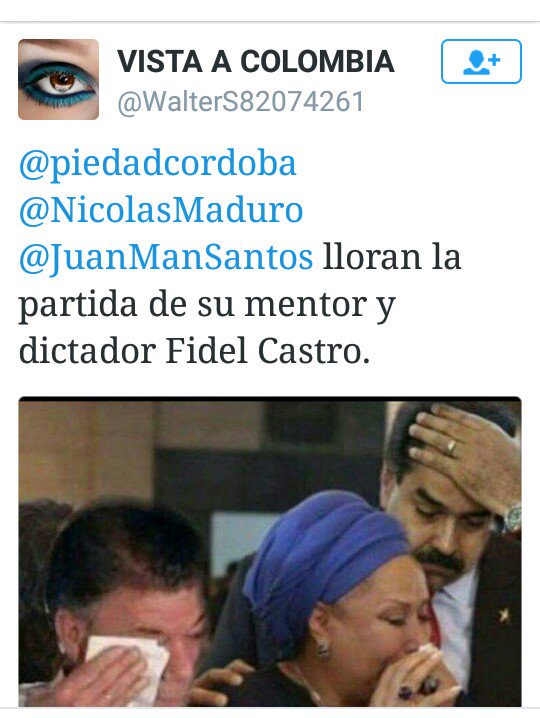 VISTA A COLOMBIA
@WalterS82074261
@piedadcordoba
@NicolasMaduro
@JuanManSantos lloran la
partida de su mentor y
dictador Fidel Castro.